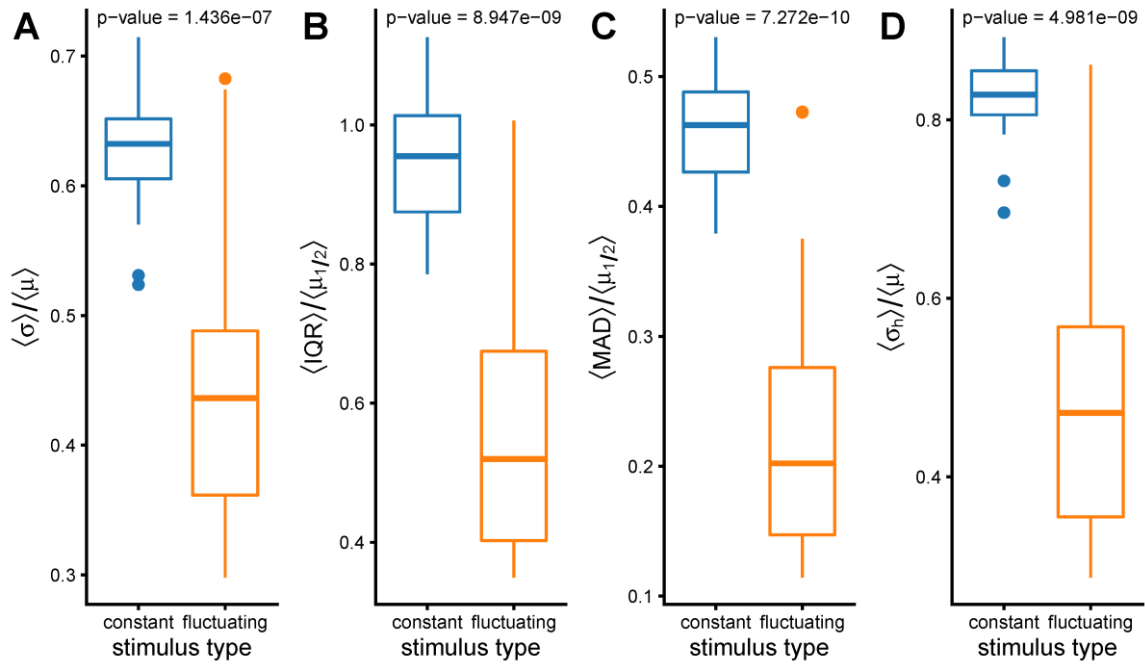 A
p−value = 1.436e−07
⟨σ⟩/⟨μ⟩
0.7
0.6
0.5
0.4
0.3
constant fluctuating
stimulus type
B
p−value = 8.947e−09
⟨IQR⟩/⟨μ1/2⟩
1.0
0.8
0.6
0.4
constant fluctuating
stimulus type
C
p−value = 7.272e−10
⟨MAD⟩/⟨μ1/2⟩
0.5
0.4
0.3
0.2
0.1
constant fluctuating
stimulus type
D
p−value = 4.981e−09
⟨σh⟩/⟨μ⟩
0.8
0.6
0.4
constant fluctuating
stimulus type